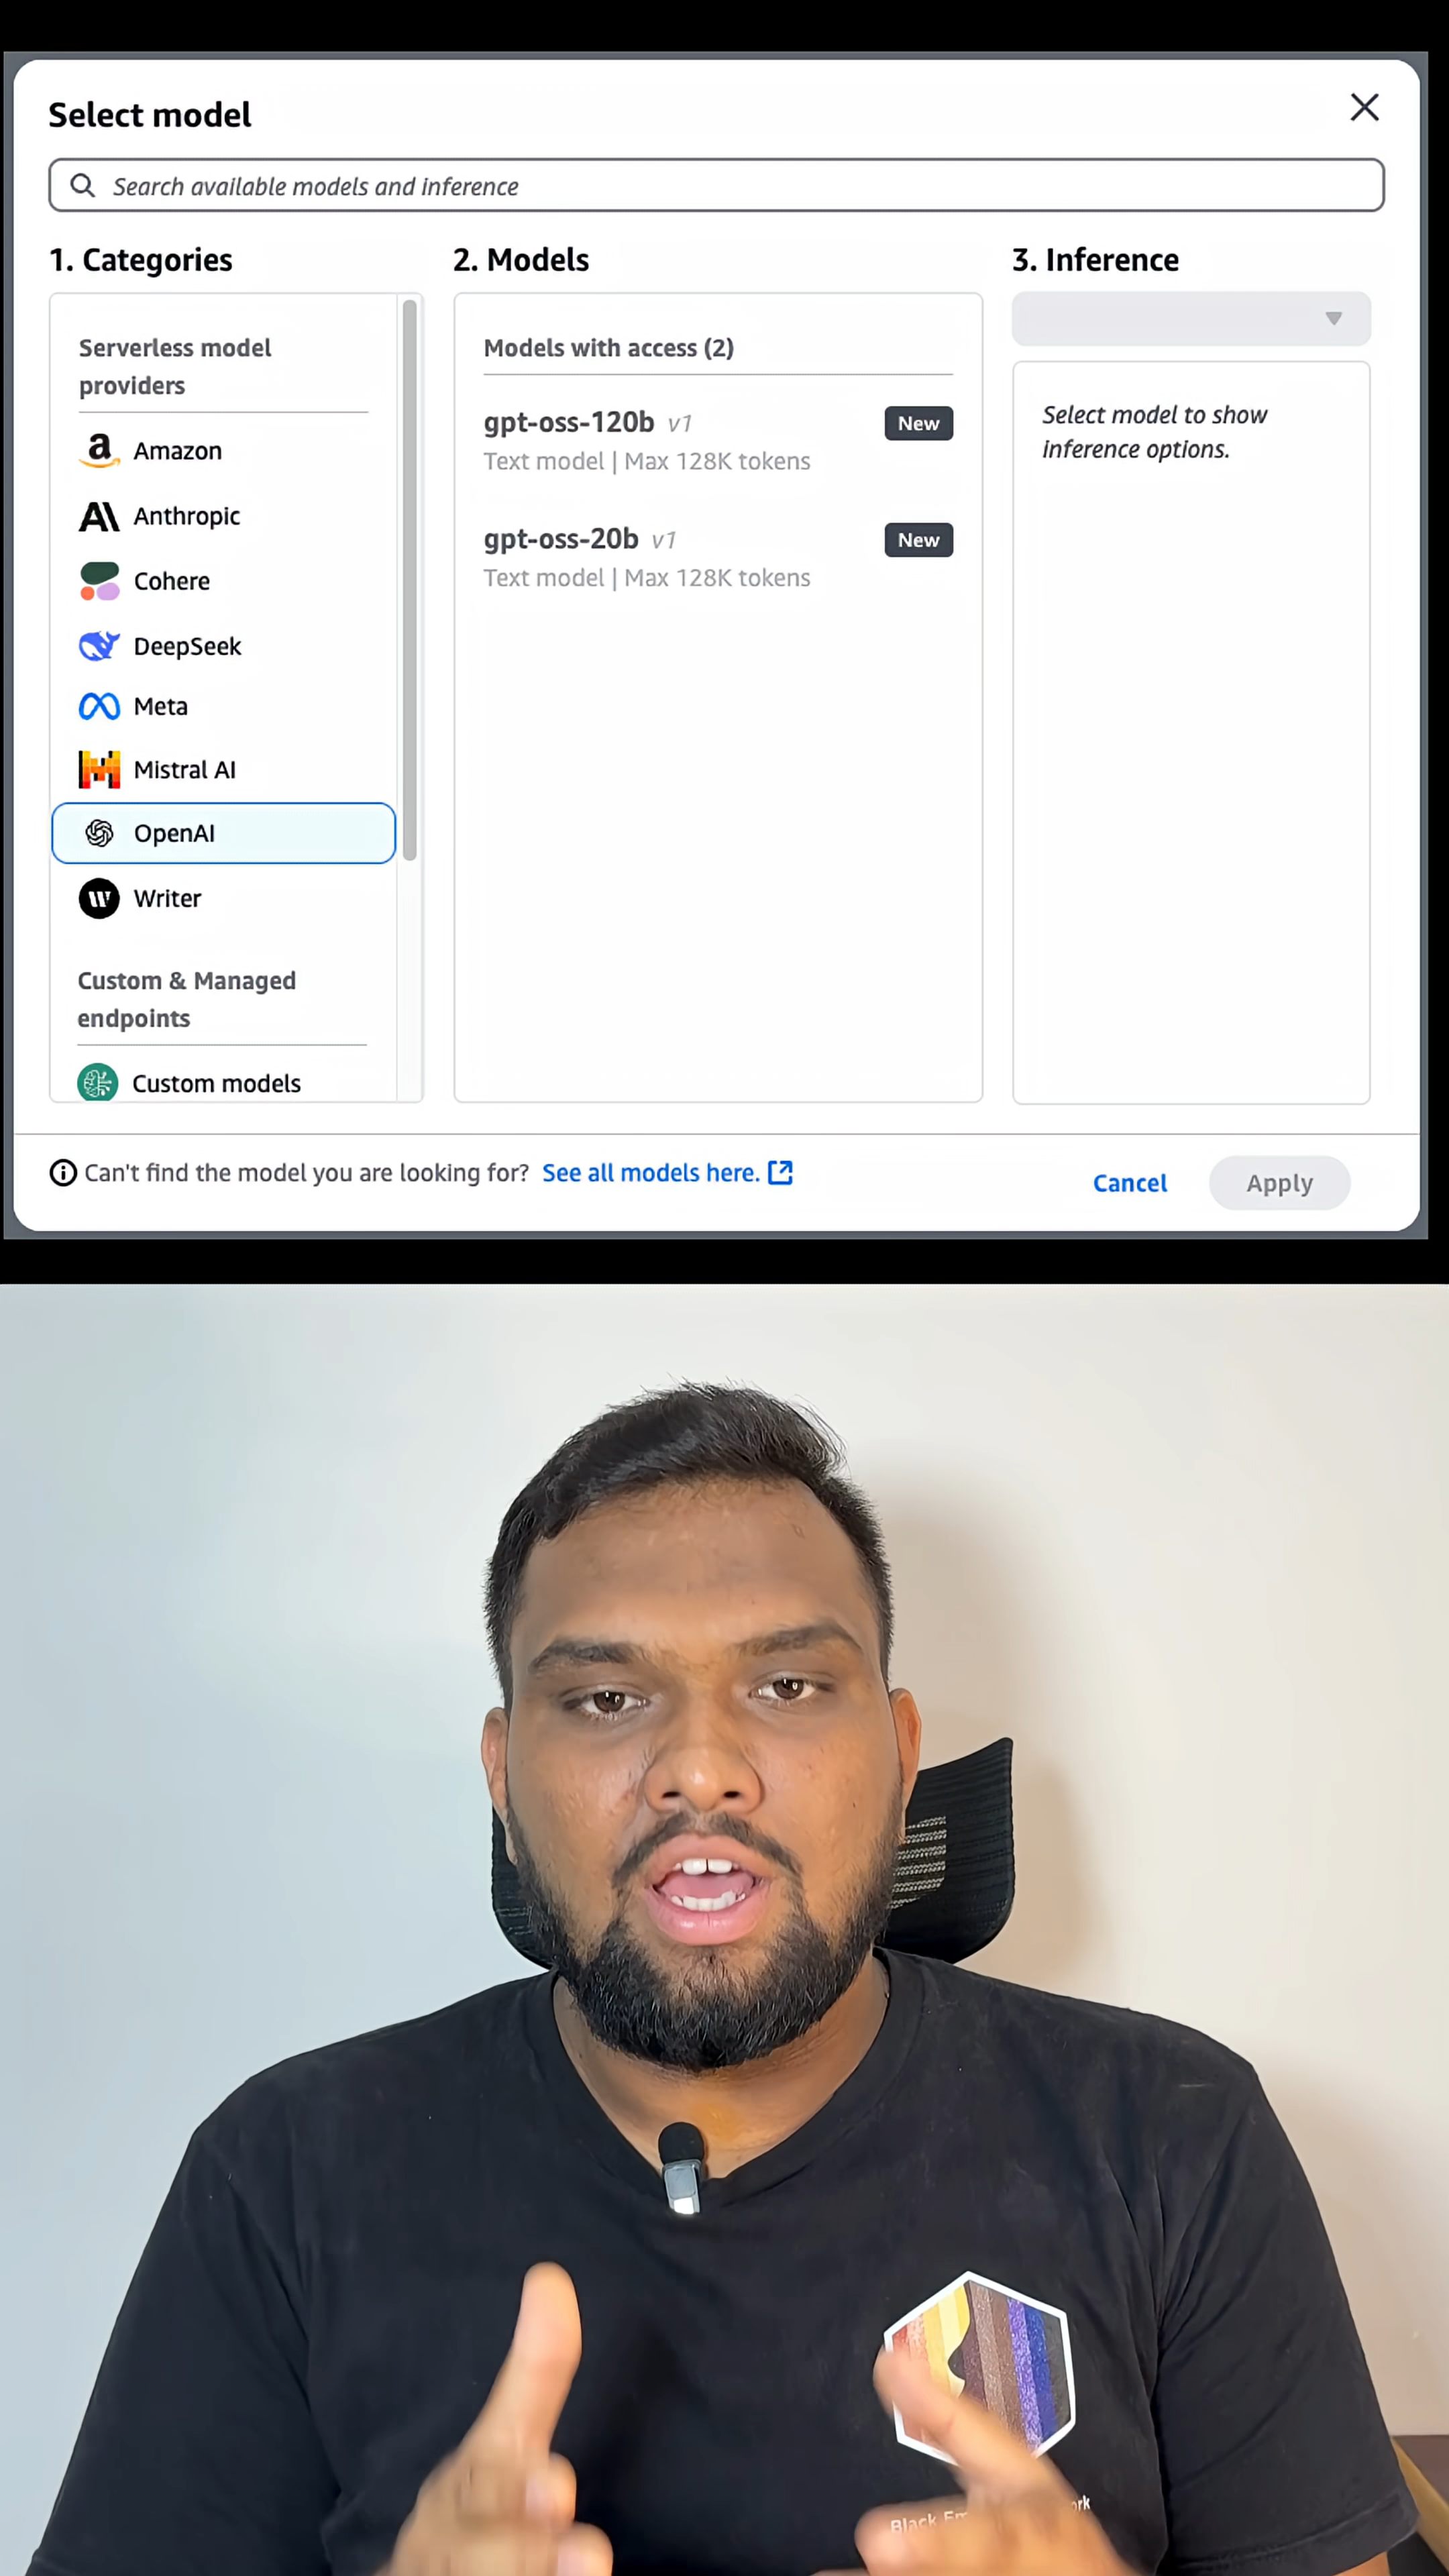 Select model
Search available models and inference
1. Categories
Serverless model
providers
Amazon
Anthropic
Cohere
DeepSeek
Meta
Mistral AI
OpenAI
Writer
Custom & Managed
endpoints
Custom models
2. Models
Models with access (2)
gpt-oss-120b v1 New
Text model | Max 128K tokens
gpt-oss-20b v1 New
Text model | Max 128K tokens
3. Inference
Select model to show
inference options.
Can't find the model you are looking for? See all models here.
Cancel
Apply
Black